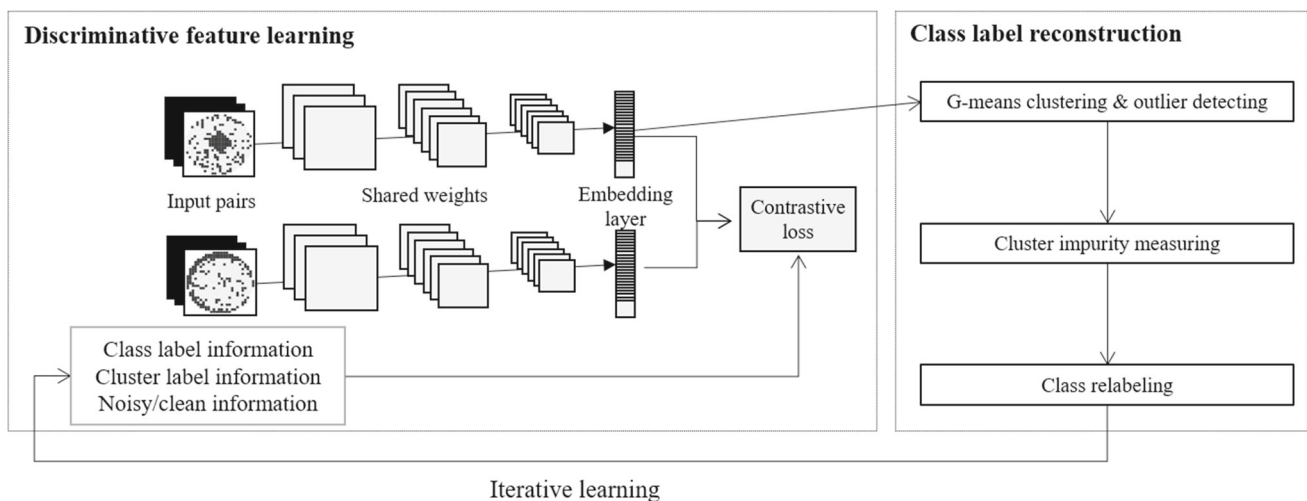 Discriminative feature learning
Input pairs
Shared weights
Embedding
layer
Contrastive
loss
Class label information
Cluster label information
Noisy/clean information
Class label reconstruction
G-means clustering & outlier detecting
Cluster impurity measuring
Class relabeling
Iterative learning